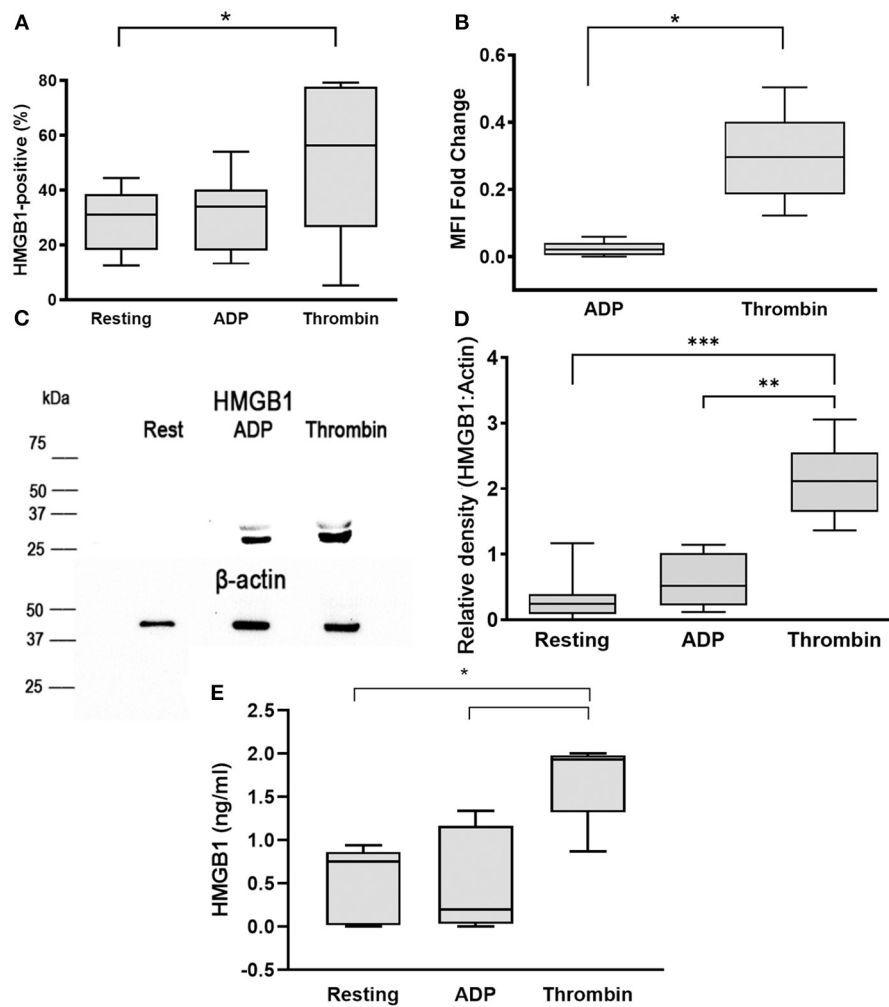 A
*
HMGB1-positive (%)
80
60
40
20
0
Resting ADP Thrombin
B
*
MFI Fold Change
0.6
0.4
0.2
0.0
ADP Thrombin
C
kDa
HMGB1
Rest ADP Thrombin
75
50
37
25
β-actin
50
37
25
D
***
**
Relative density (HMGB1:Actin)
4
3
2
1
0
Resting ADP Thrombin
E
*
HMGB1 (ng/ml)
2.5
2.0
1.5
1.0
0.5
0.0
-0.5
Resting ADP Thrombin